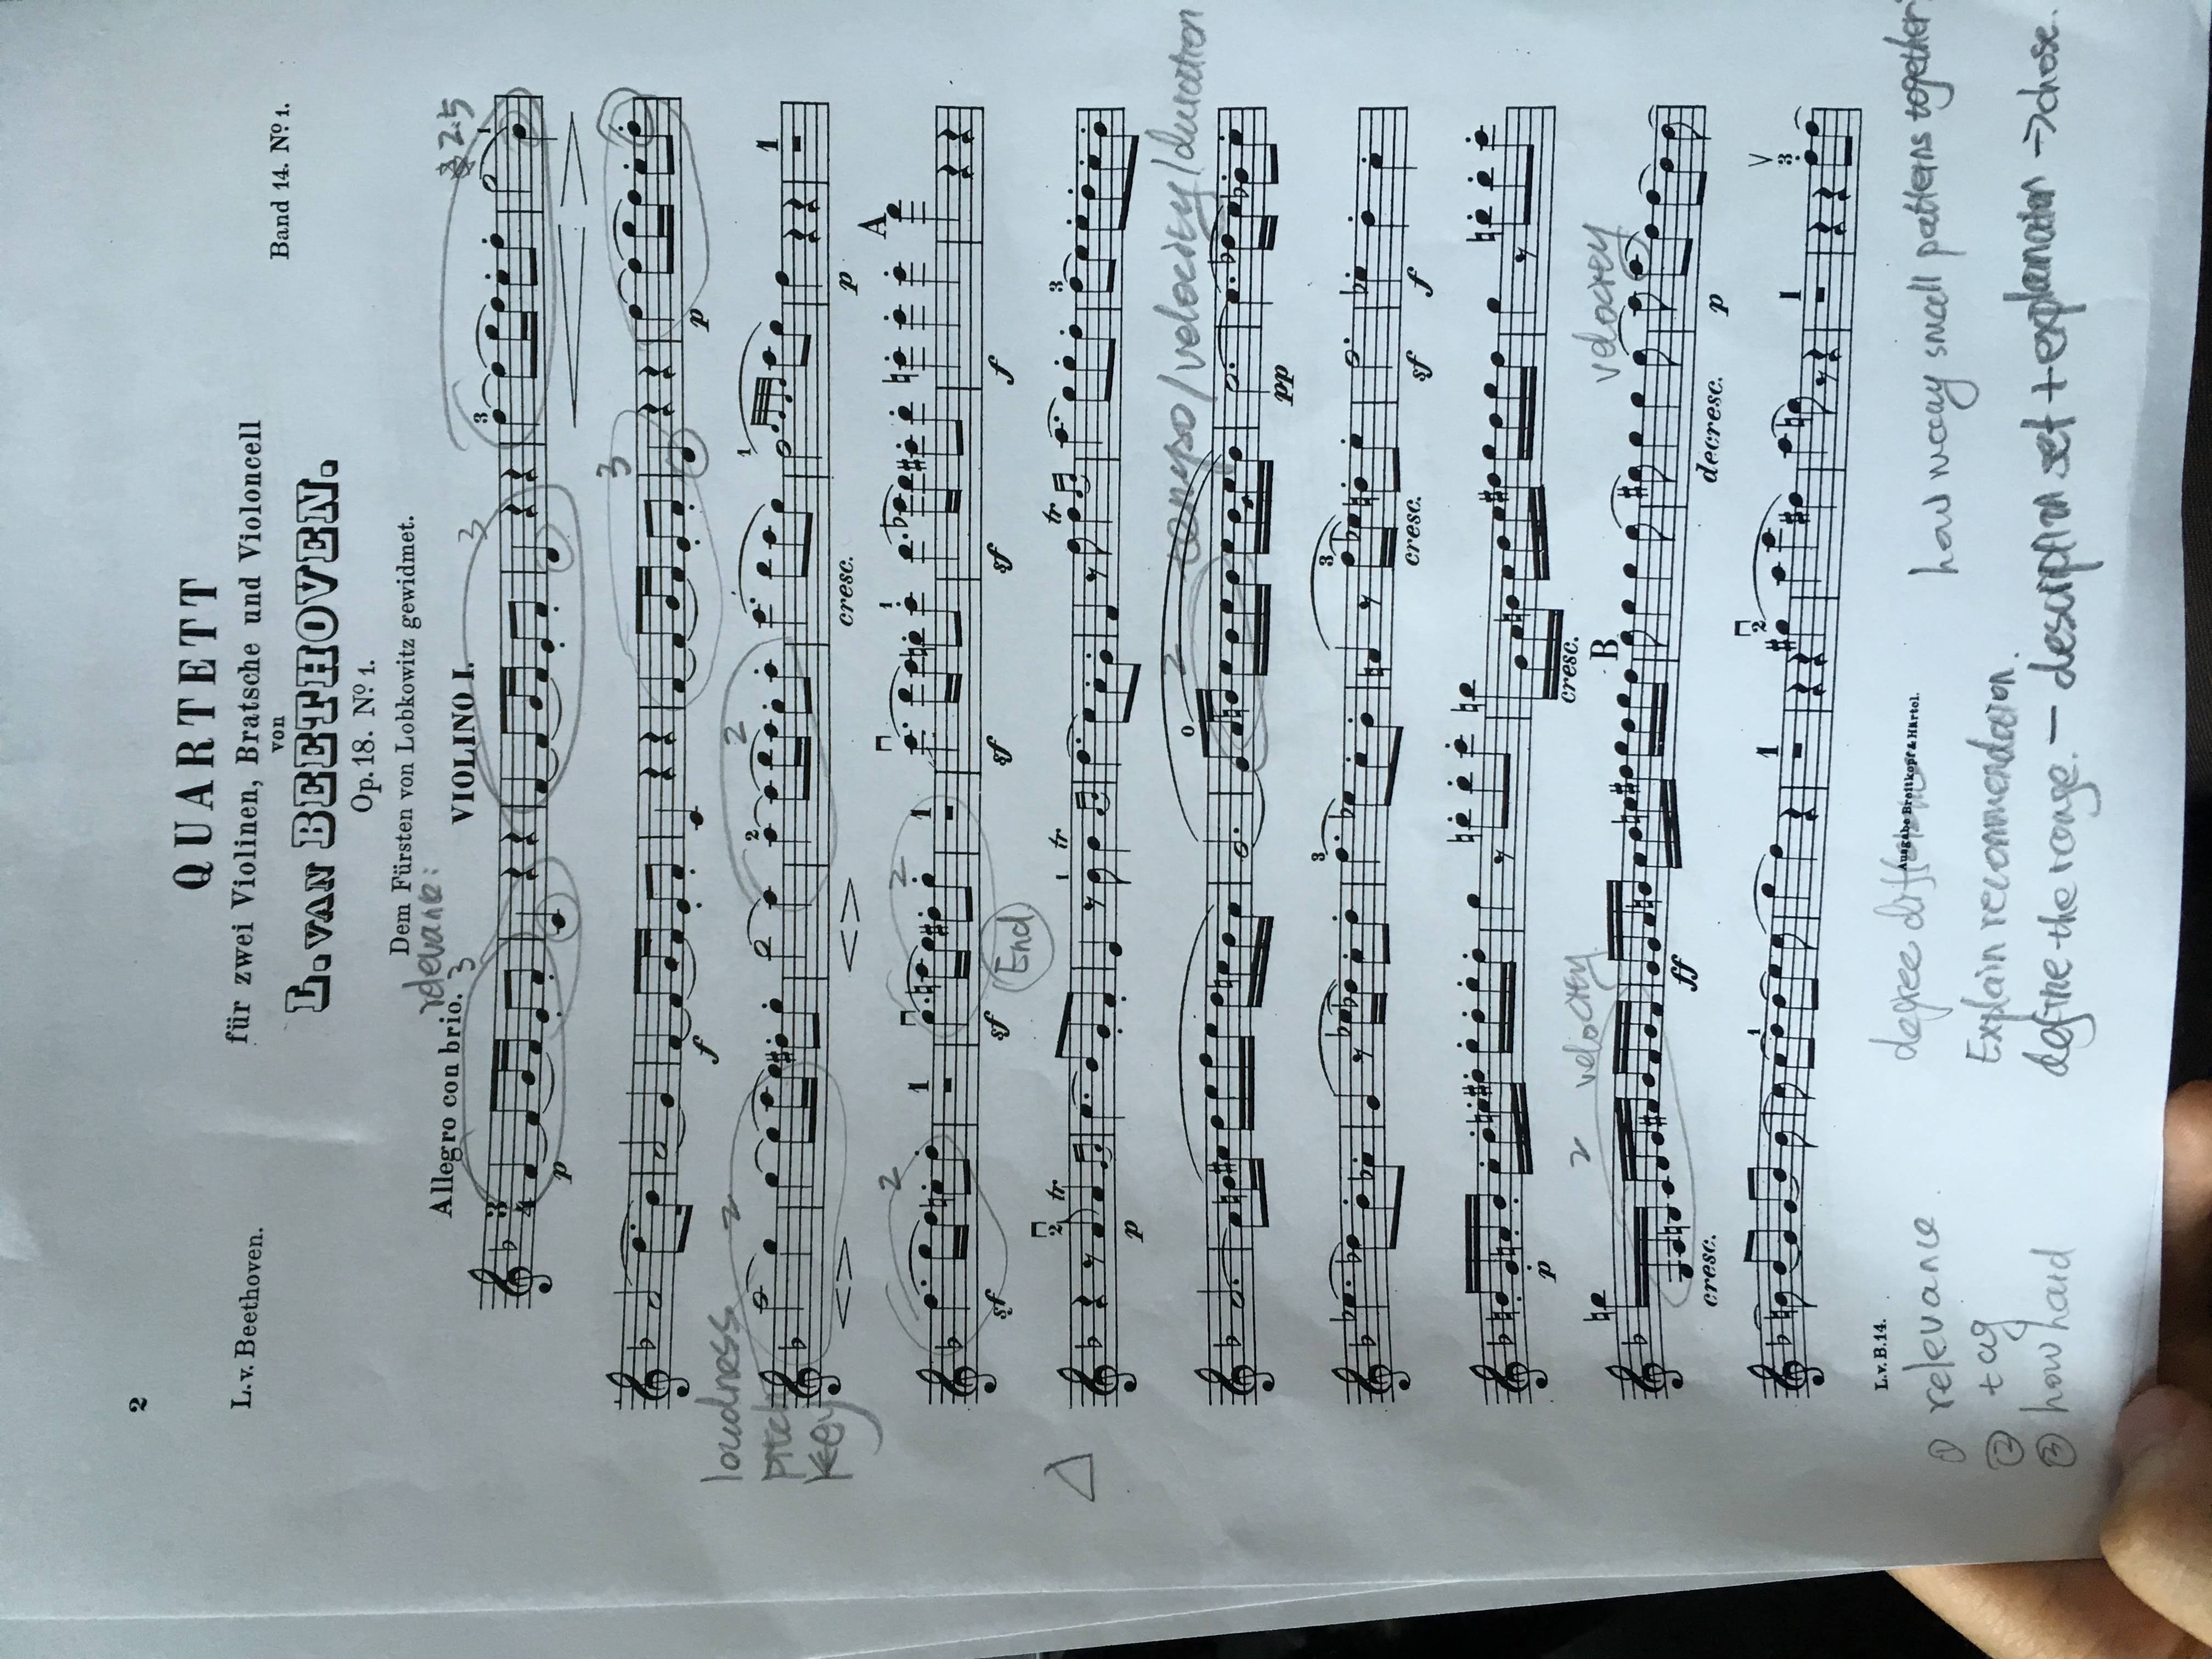 2
QUARTETT
für zwei Violinen, Bratsche und Violoncell
L.v. Beethoven.
von
Band 14. Nº 1.
L. VAN BEETHOVEN.
Op. 18. Nº 1.
Dem Fürsten von Lobkowitz gewidmet.
relevance:
Allegro con brio.
VIOLINO I.
3
3
2.5
3
4
3
1
p
3
f
p
loudness
pitch
key
2
2
2
1
1
cresc.
p
A
2
2
1
1
1
sf
sf
sf
sf
f
End
2
tr
1
tr
tr
3
p
tempo/velocity/duration
2
0
pp
3
3
cresc.
sf
f
p
cresc.
2
velocity
B
velocity
cresc.
ff
decresc.
p
1
1
2
1
3
L.v.B.14.
Ausgabe Breitkopf & Härtel.
① relevance
degree
how many small patterns together
② tag
Explain recommendation.
③ how hard
define the range. — description set + explanation → chose.